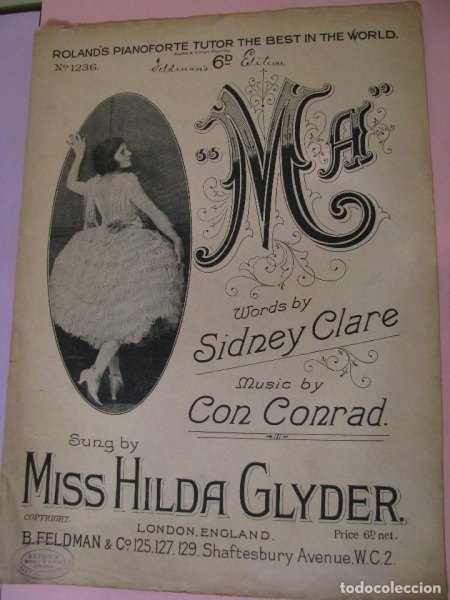 ROLAND'S PIANOFORTE TUTOR THE BEST IN THE WORLD.
No 1236.
Feldman's 6D Edition
"MA"
Words by
Sidney Clare
Music by
Con Conrad.
Sung by
MISS HILDA GLYDER.
COPYRIGHT.
LONDON, ENGLAND.
Price 6D net.
B. FELDMAN & Co 125, 127, 129, Shaftesbury Avenue, W.C. 2.
todocoleccion